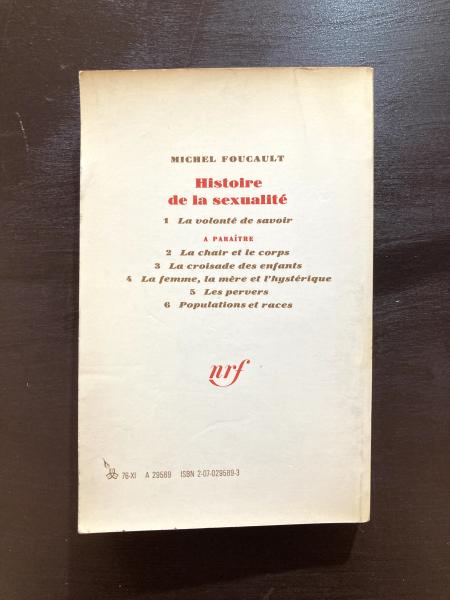 MICHEL FOUCAULT
Histoire
de la sexualité
1 La volonté de savoir
A PARAÎTRE
2 La chair et le corps
3 La croisade des enfants
4 La femme, la mère et l'hystérique
5 Les pervers
6 Populations et races
nrf
76-XI A 29589 ISBN 2-07-029589-3